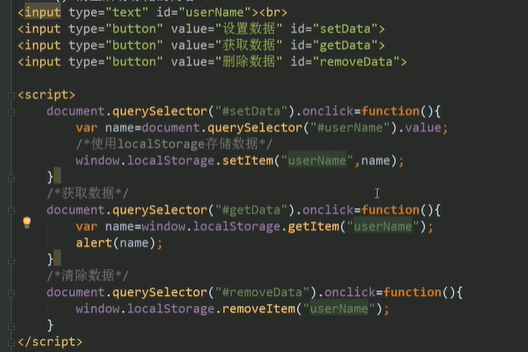 <input type="text" id="userName"><br>
<input type="button" value="设置数据" id="setData">
<input type="button" value="获取数据" id="getData">
<input type="button" value="删除数据" id="removeData">
<script>
document.querySelector("#setData").onclick=function(){
var name=document.querySelector("#userName").value;
/*使用localStorage存储数据*/
window.localStorage.setItem("userName",name);
}
/*获取数据*/
document.querySelector("#getData").onclick=function(){
var name=window.localStorage.getItem("userName");
alert(name);
}
/*清除数据*/
document.querySelector("#removeData").onclick=function(){
window.localStorage.removeItem("userName");
}
</script>